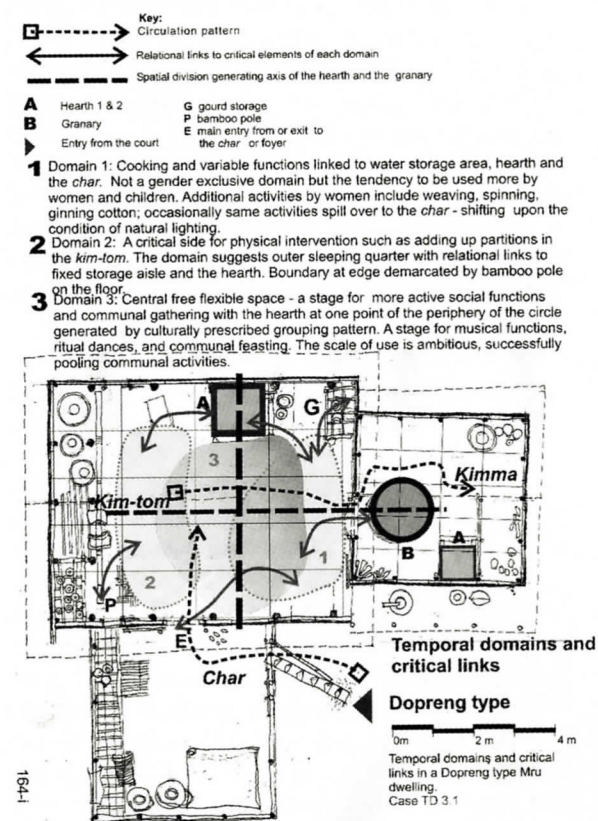 Key:
Circulation pattern
Relational links to critical elements of each domain
Spatial division generating axis of the hearth and the granary
A Hearth 1 & 2
B Granary
Entry from the court
G gourd storage
P bamboo pole
E main entry from or exit to
the char or foyer
1 Domain 1: Cooking and variable functions linked to water storage area, hearth and
the char. Not a gender exclusive domain but the tendency to be used more by
women and children. Additional activities by women include weaving, spinning,
ginning cotton; occasionally same activities spill over to the char - shifting upon the
condition of natural lighting.
2 Domain 2: A critical side for physical intervention such as adding up partitions in
the kim-tom. The domain suggests outer sleeping quarter with relational links to
fixed storage aisle and the hearth. Boundary at edge demarcated by bamboo pole
on the floor.
3 Domain 3: Central free flexible space - a stage for more active social functions
and communal gathering with the hearth at one point of the periphery of the circle
generated by culturally prescribed grouping pattern. A stage for musical functions,
ritual dances, and communal feasting. The scale of use is ambitious, successfully
pooling communal activities.
A
G
3
Kimma
Kim-tom
B
A
1
2
P
E
Char
Temporal domains and
critical links
Dopreng type
0m 2 m 4 m
Temporal domains and critical
links in a Dopreng type Mru
dwelling.
Case TD 3.1
164-i